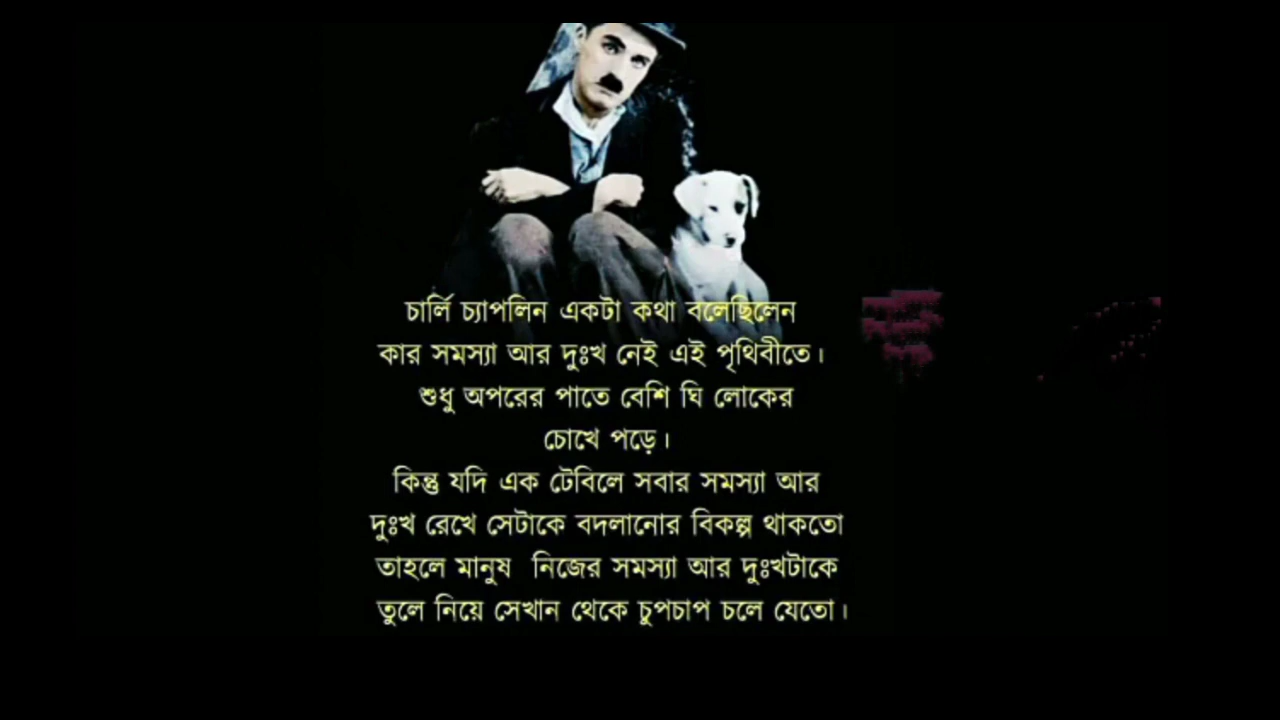 চার্লি চ্যাপলিন একটা কথা বলেছিলেন
কার সমস্যা আর দুঃখ নেই এই পৃথিবীতে।
শুধু অপরের পাতে বেশি ঘি লোকের
চোখে পড়ে।
কিন্তু যদি এক টেবিলে সবার সমস্যা আর
দুঃখ রেখে সেটাকে বদলানোর বিকল্প থাকতো
তাহলে মানুষ নিজের সমস্যা আর দুঃখটাকে
তুলে নিয়ে সেখান থেকে চুপচাপ চলে যেতো।